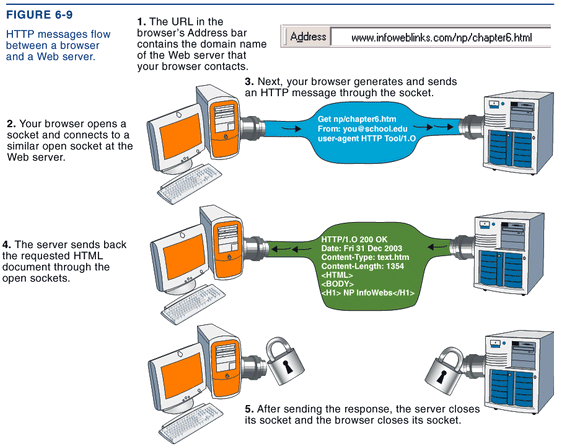 FIGURE 6-9
HTTP messages flow
between a browser
and a Web server.
1. The URL in the
browser's Address bar
contains the domain name
of the Web server that
your browser contacts.
Address www.infoweblinks.com/np/chapter6.html
3. Next, your browser generates and sends
an HTTP message through the socket.
2. Your browser opens a
socket and connects to a
similar open socket at the
Web server.
Get np/chapter6.htm
From: you@school.edu
user-agent HTTP Tool/1.O
4. The server sends back
the requested HTML
document through the
open sockets.
HTTP/1.O 200 OK
Date: Fri 31 Dec 2003
Content-Type: text.htm
Content-Length: 1354
<HTML>
<BODY>
<H1> NP InfoWebs</H1>
5. After sending the response, the server closes
its socket and the browser closes its socket.